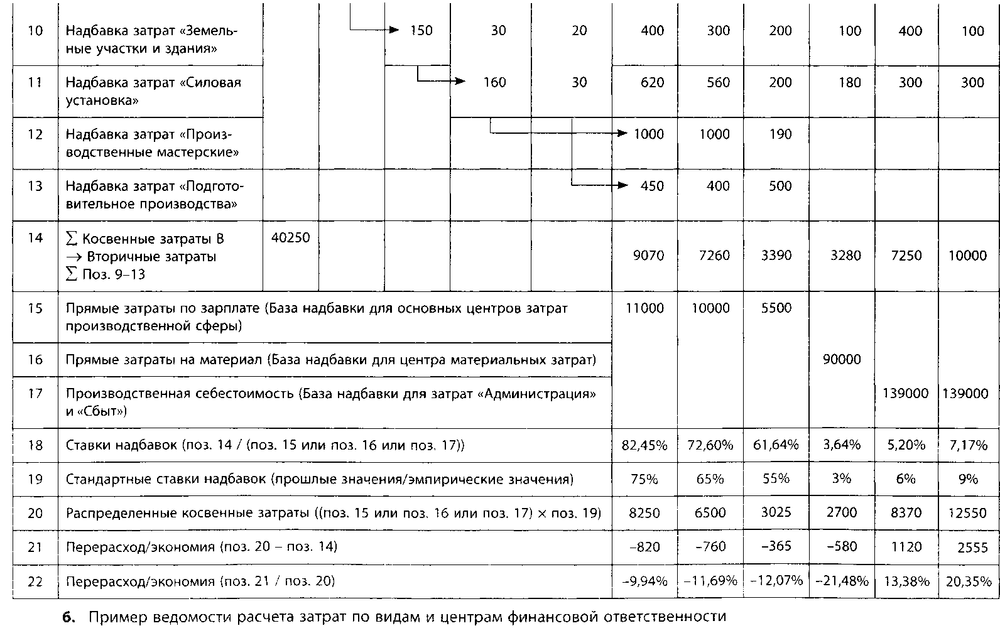 10 Надбавка затрат «Земель- 150 30 20 400 300 200 100 400 100
ные участки и здания»
11 Надбавка затрат «Силовая 160 30 620 560 200 180 300 300
установка»
12 Надбавка затрат «Произ- 1000 1000 190
водственные мастерские»
13 Надбавка затрат «Подгото- 450 400 500
вительное производства»
14 ∑ Косвенные затраты В 40250
→ Вторичные затраты 9070 7260 3390 3280 7250 10000
∑ Поз. 9–13
15 Прямые затраты по зарплате (База надбавки для основных центров затрат 11000 10000 5500
производственной сферы)
16 Прямые затраты на материал (База надбавки для центра материальных затрат) 90000
17 Производственная себестоимость (База надбавки для затрат «Администрация» 139000 139000
и «Сбыт»)
18 Ставки надбавок (поз. 14 / (поз. 15 или поз. 16 или поз. 17)) 82,45% 72,60% 61,64% 3,64% 5,20% 7,17%
19 Стандартные ставки надбавок (прошлые значения/эмпирические значения) 75% 65% 55% 3% 6% 9%
20 Распределенные косвенные затраты ((поз. 15 или поз. 16 или поз. 17) × поз. 19) 8250 6500 3025 2700 8370 12550
21 Перерасход/экономия (поз. 20 – поз. 14) –820 –760 –365 –580 1120 2555
22 Перерасход/экономия (поз. 21 / поз. 20) –9,94% –11,69% –12,07% –21,48% 13,38% 20,35%
б. Пример ведомости расчета затрат по видам и центрам финансовой ответственности